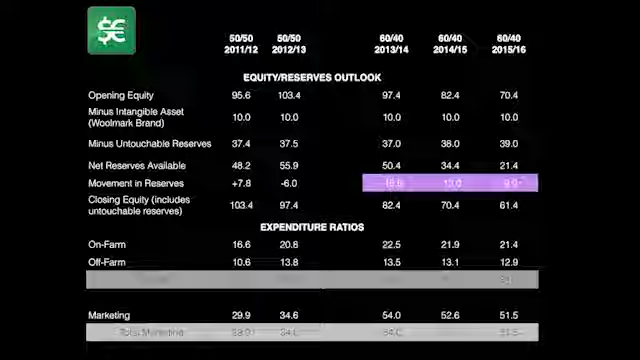 50/50 50/50 60/40 60/40 60/40
2011/12 2012/13 2013/14 2014/15 2015/16
EQUITY/RESERVES OUTLOOK
Opening Equity 95.6 103.4 97.4 82.4 70.4
Minus Intangible Asset
(Woolmark Brand) 10.0 10.0 10.0 10.0 10.0
Minus Untouchable Reserves 37.4 37.5 37.0 38.0 39.0
Net Reserves Available 48.2 55.9 50.4 34.4 21.4
Movement in Reserves +7.8 -6.0
Closing Equity (includes
untouchable reserves) 103.4 97.4 82.4 70.4 61.4
EXPENDITURE RATIOS
On-Farm 16.6 20.8 22.5 21.9 21.4
Off-Farm 10.6 13.8 13.5 13.1 12.9
Marketing 29.9 34.6 54.0 52.6 51.5
Total Marketing